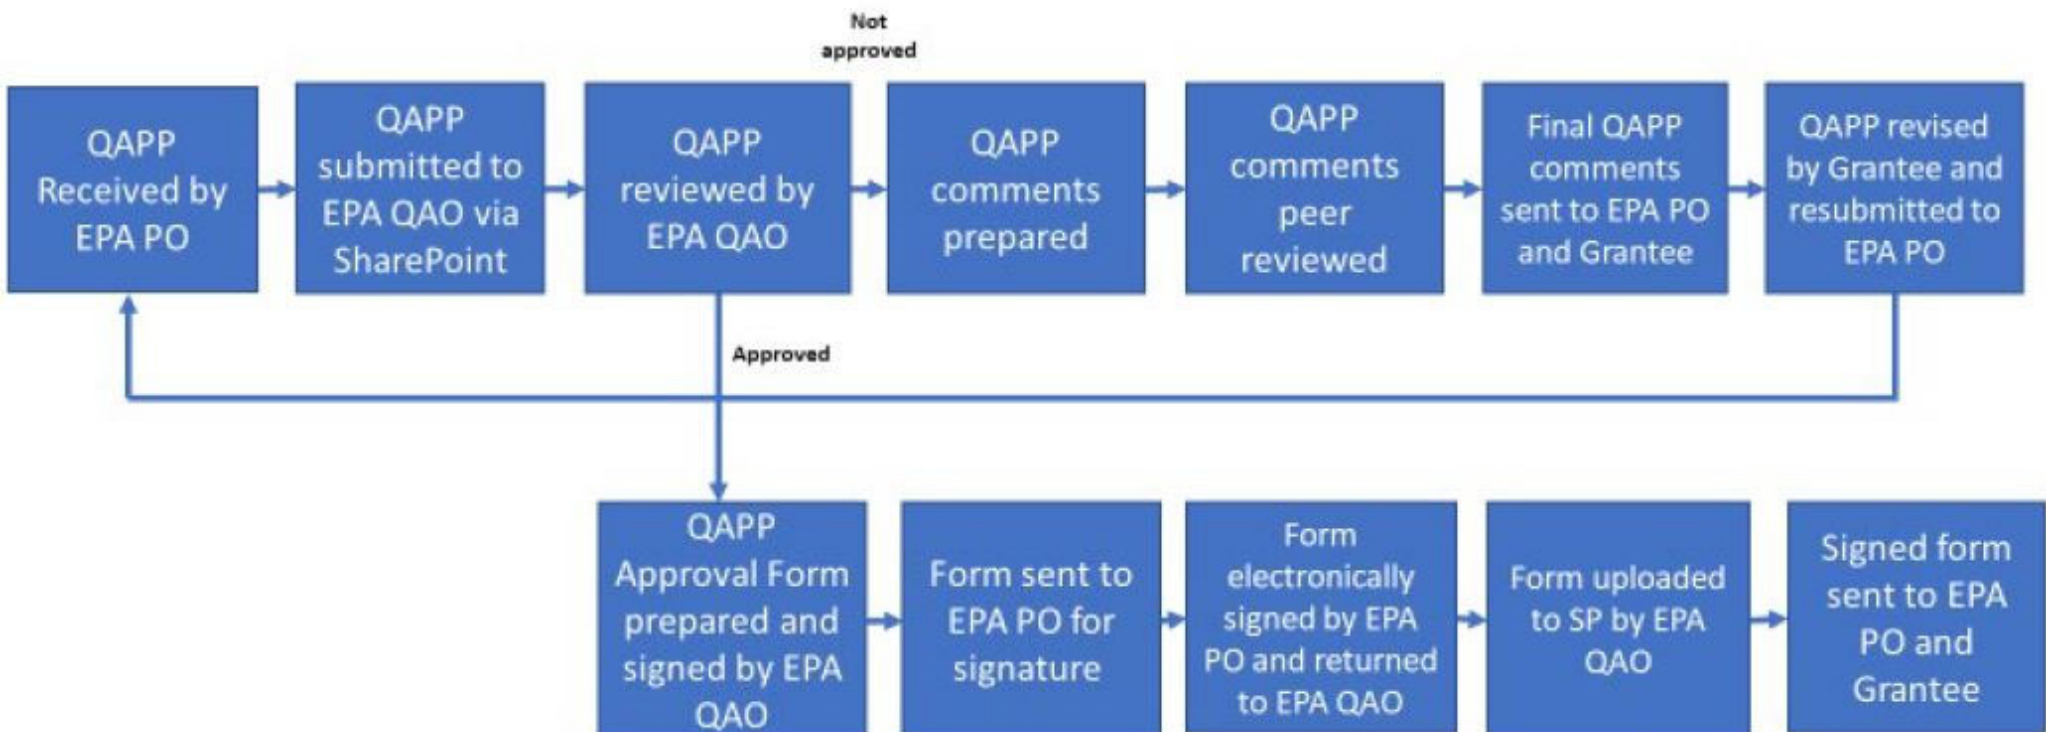 Not
approved
QAPP
Received by
EPA PO
QAPP
submitted to
EPA QAO via
SharePoint
QAPP
reviewed by
EPA QAO
QAPP
comments
prepared
QAPP
comments
peer
reviewed
Final QAPP
comments
sent to EPA PO
and Grantee
QAPP revised
by Grantee and
resubmitted to
EPA PO
Approved
QAPP
Approval Form
prepared and
signed by EPA
QAO
Form sent to
EPA PO for
signature
Form
electronically
signed by EPA
PO and returned
to EPA QAO
Form uploaded
to SP by EPA
QAO
Signed form
sent to EPA
PO and
Grantee